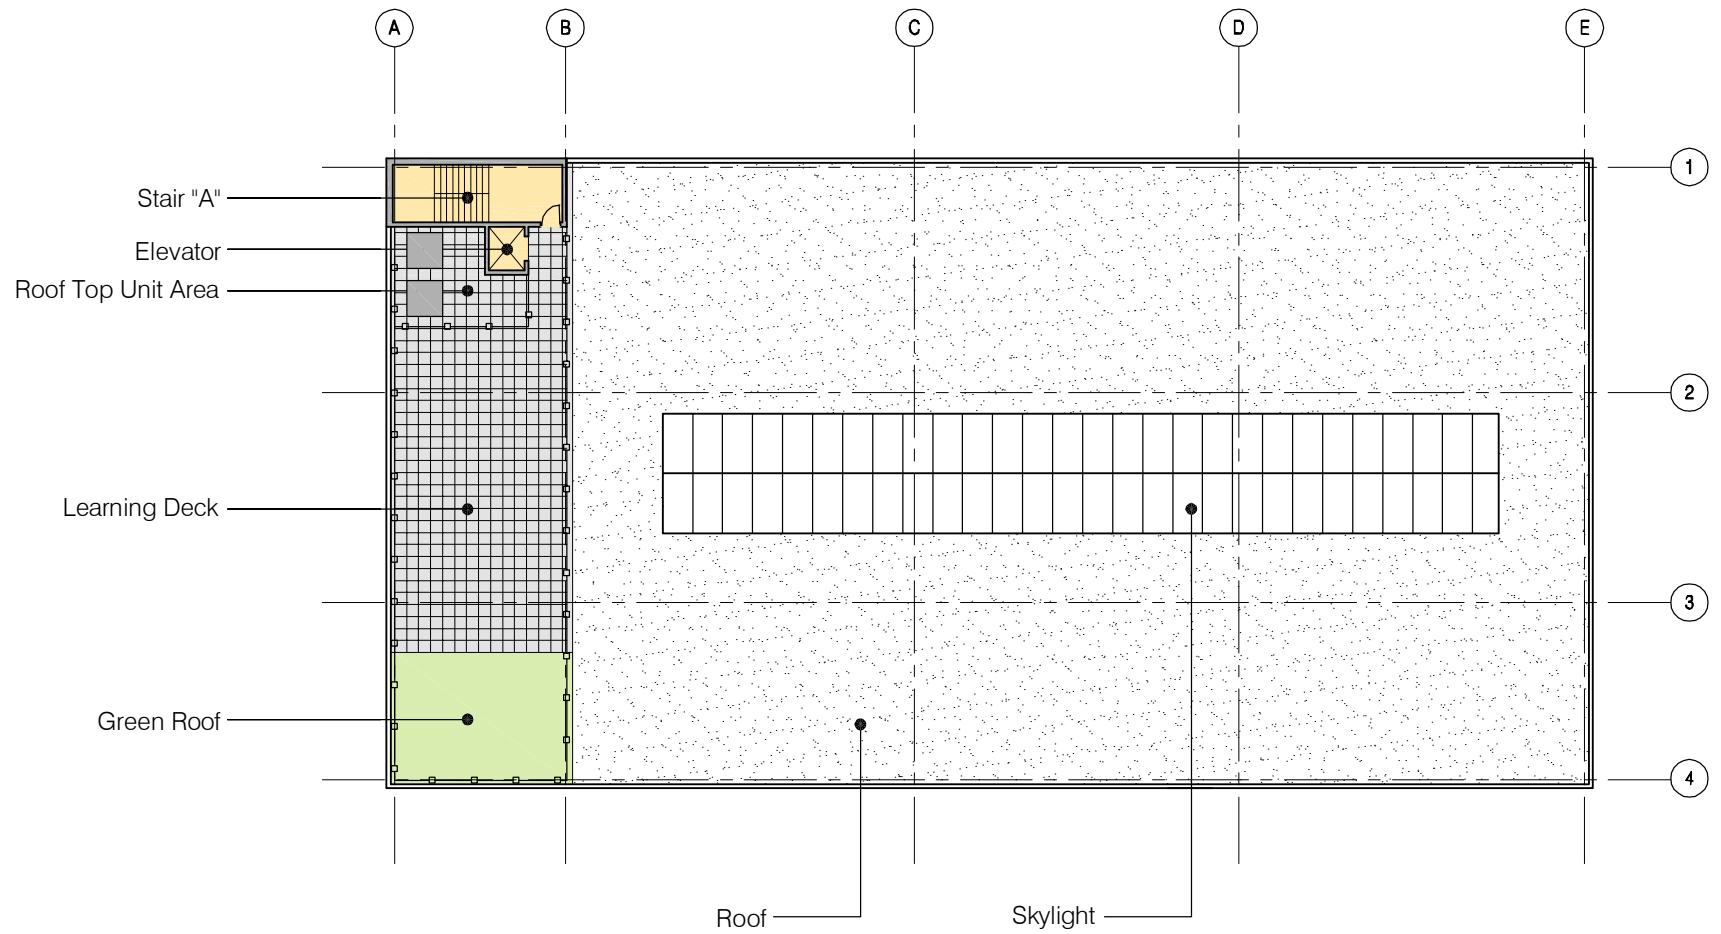 A
B
C
D
E
1
Stair "A"
Elevator
Roof Top Unit Area
2
Learning Deck
3
Green Roof
4
Roof
Skylight